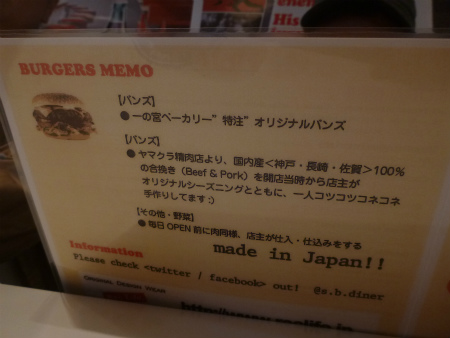 BURGERS MEMO
【バンズ】
●一の宮ベーカリー”特注”オリジナルバンズ
【バンズ】
●ヤマクラ精肉店より、国内産＜神戸・長崎・佐賀＞100%
の合挽き（Beef & Pork）を開店当時から店主が
オリジナルシーズニングとともに、一人コツコツコネコネ
手作りしてます :)
【その他・野菜】
●毎日 OPEN 前に肉同様、店主が仕入・仕込みをする
made in Japan!!
Information
Please check <twitter / facebook> out! @s.b.diner